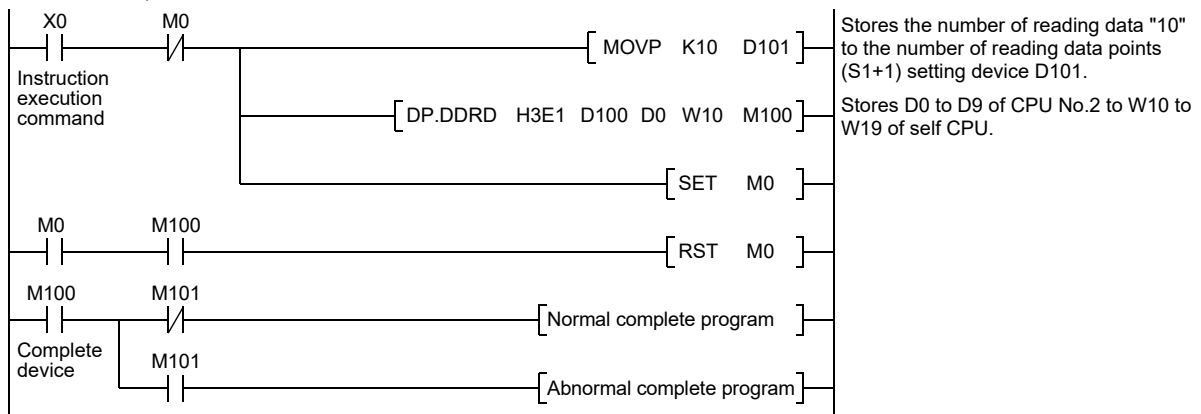 X0 M0
MOVP K10 D101
Stores the number of reading data "10"
to the number of reading data points
(S1+1) setting device D101.
Instruction
execution
command
DP.DDRD H3E1 D100 D0 W10 M100
Stores D0 to D9 of CPU No.2 to W10 to
W19 of self CPU.
SET M0
M0 M100
RST M0
M100 M101
Normal complete program
Complete
device
M101
Abnormal complete program